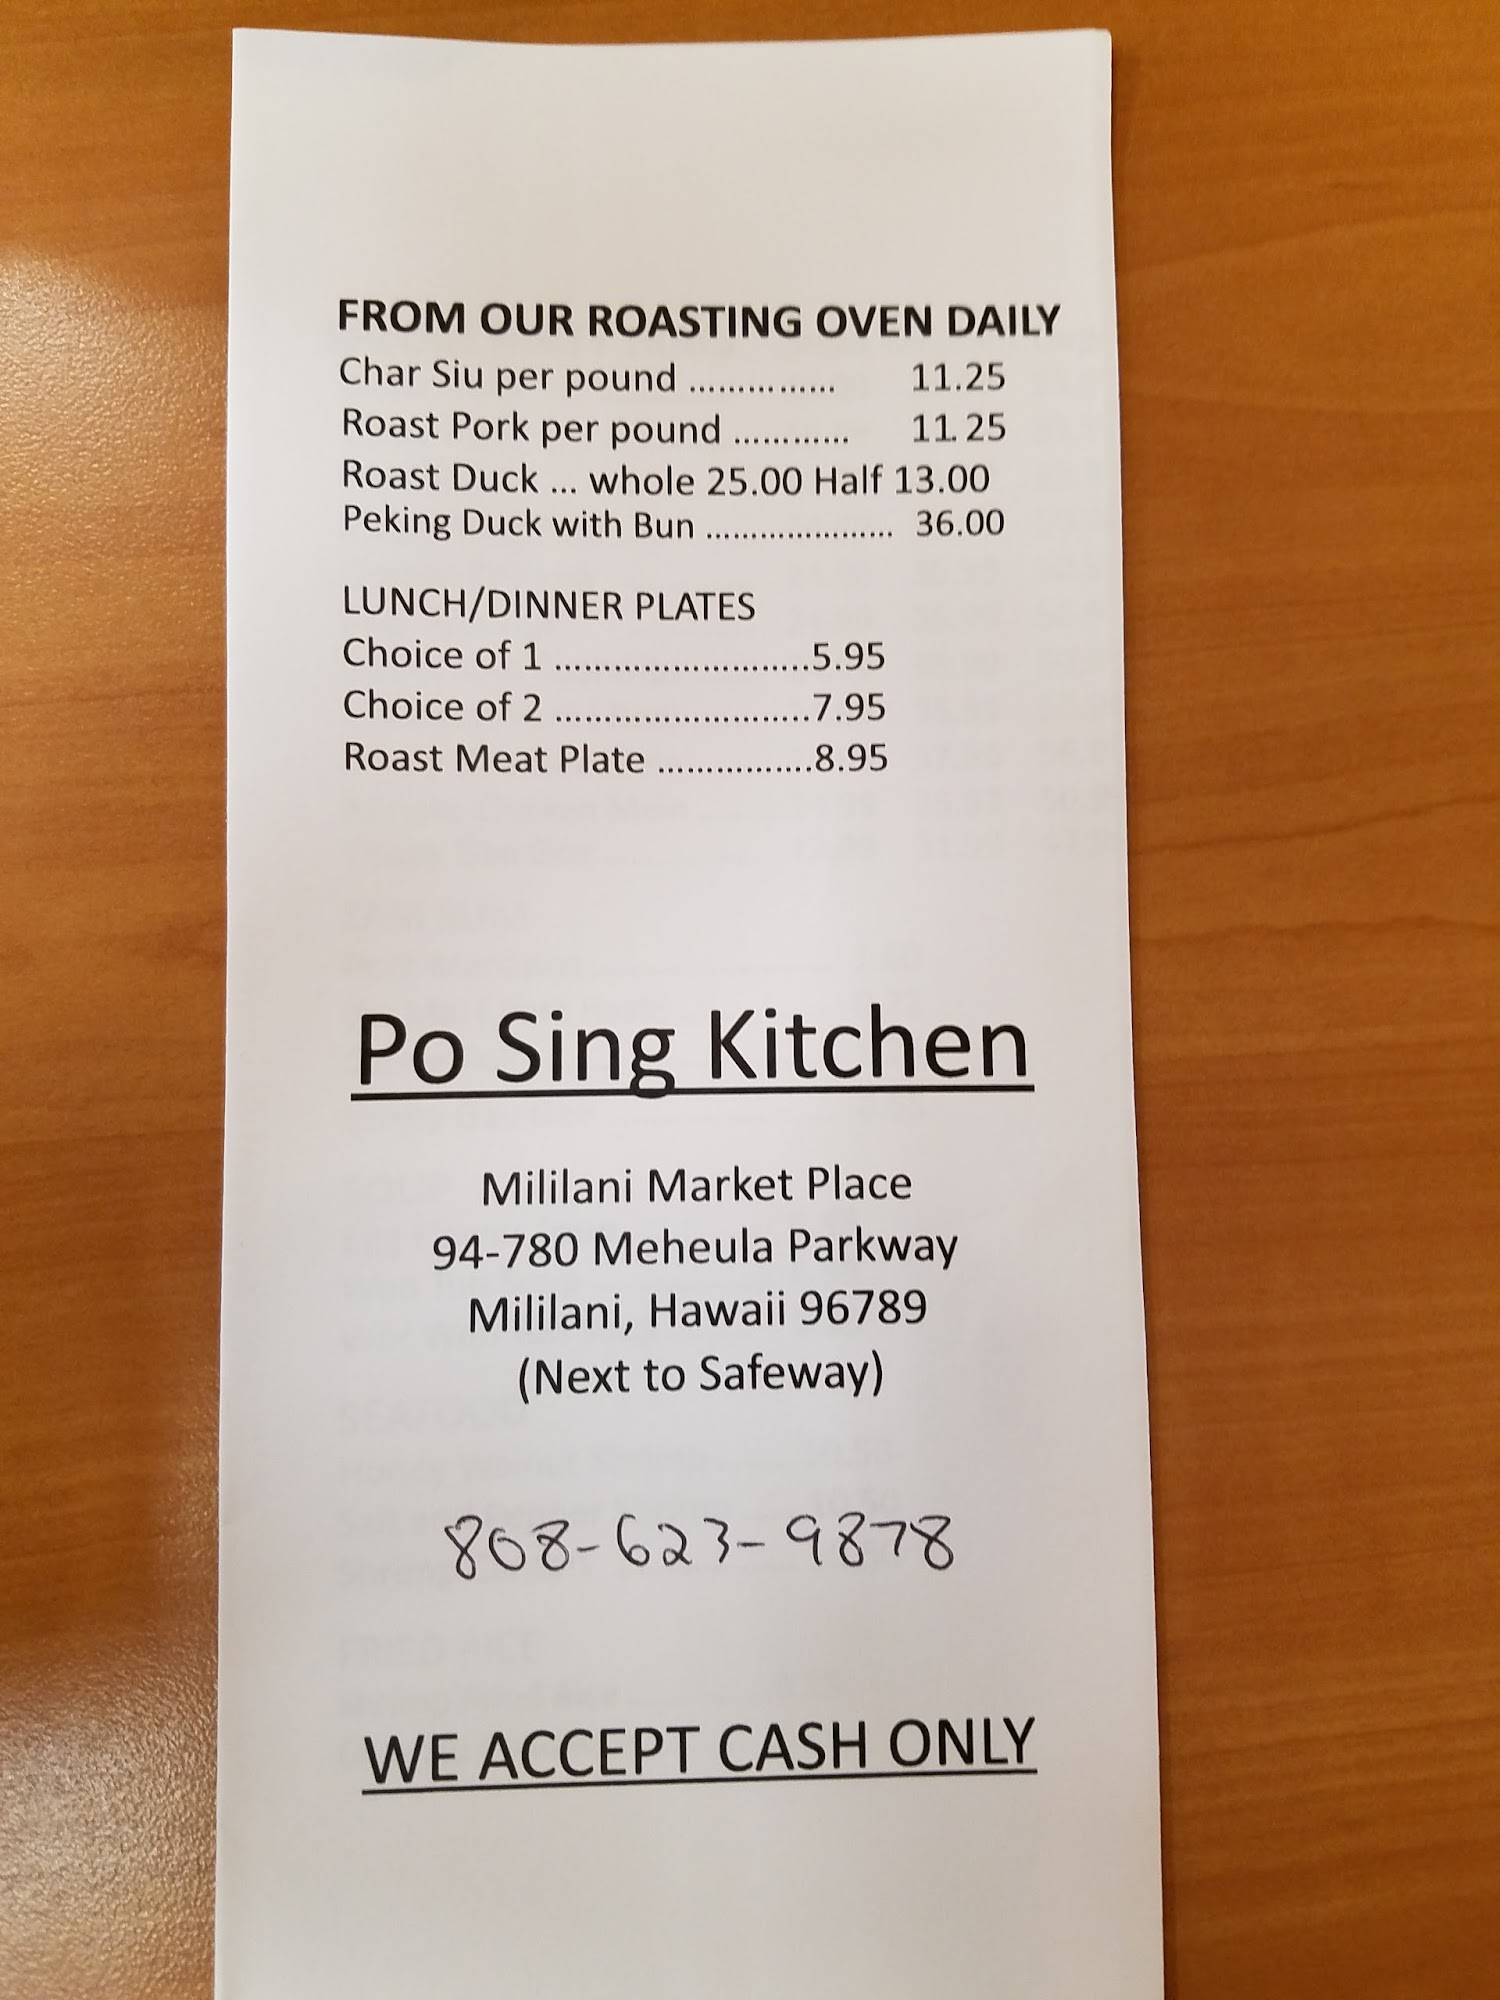 FROM OUR ROASTING OVEN DAILY
Char Siu per pound ............... 11.25
Roast Pork per pound ............ 11.25
Roast Duck ... whole 25.00 Half 13.00
Peking Duck with Bun ..................... 36.00
LUNCH/DINNER PLATES
Choice of 1 ..........................5.95
Choice of 2 ..........................7.95
Roast Meat Plate ................8.95
Po Sing Kitchen
Mililani Market Place
94-780 Meheula Parkway
Mililani, Hawaii 96789
(Next to Safeway)
808-623-9878
WE ACCEPT CASH ONLY